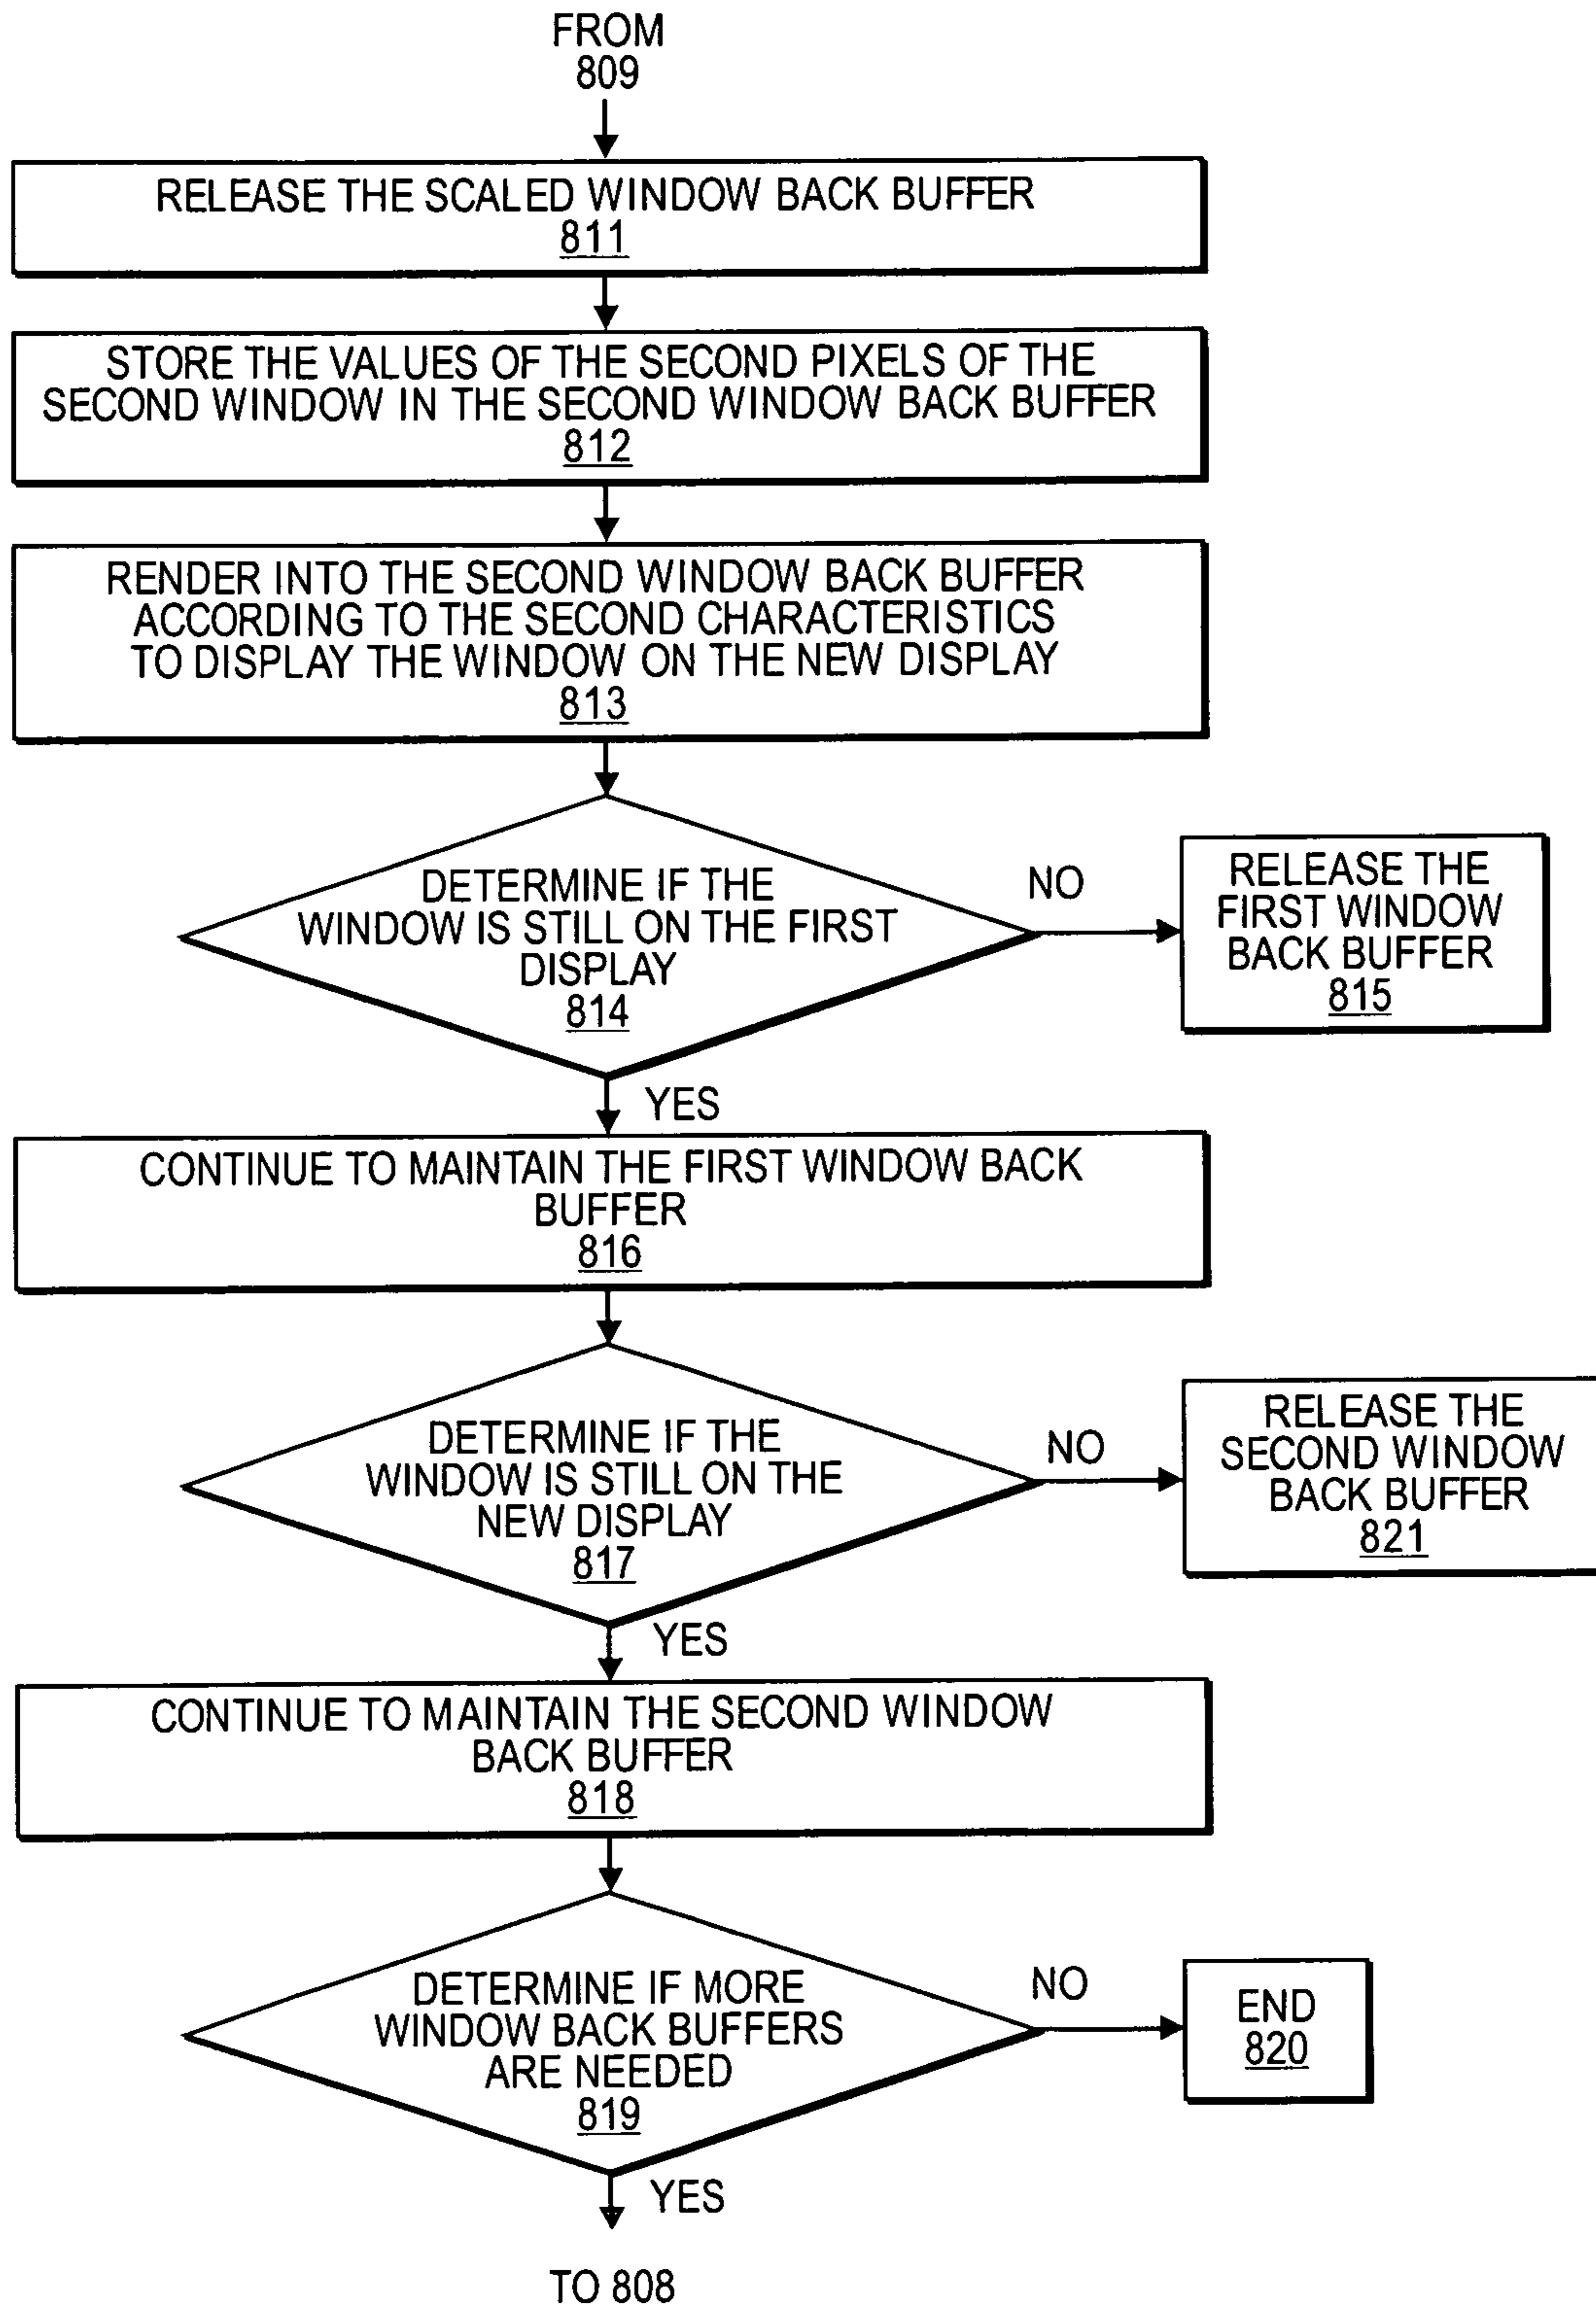 FROM
809
RELEASE THE SCALED WINDOW BACK BUFFER
811
STORE THE VALUES OF THE SECOND PIXELS OF THE
SECOND WINDOW IN THE SECOND WINDOW BACK BUFFER
812
RENDER INTO THE SECOND WINDOW BACK BUFFER
ACCORDING TO THE SECOND CHARACTERISTICS
TO DISPLAY THE WINDOW ON THE NEW DISPLAY
813
DETERMINE IF THE
WINDOW IS STILL ON THE FIRST
DISPLAY
814
NO
RELEASE THE
FIRST WINDOW
BACK BUFFER
815
YES
CONTINUE TO MAINTAIN THE FIRST WINDOW BACK
BUFFER
816
DETERMINE IF THE
WINDOW IS STILL ON THE
NEW DISPLAY
817
NO
RELEASE THE
SECOND WINDOW
BACK BUFFER
821
YES
CONTINUE TO MAINTAIN THE SECOND WINDOW
BACK BUFFER
818
DETERMINE IF MORE
WINDOW BACK BUFFERS
ARE NEEDED
819
NO
END
820
YES
TO 808